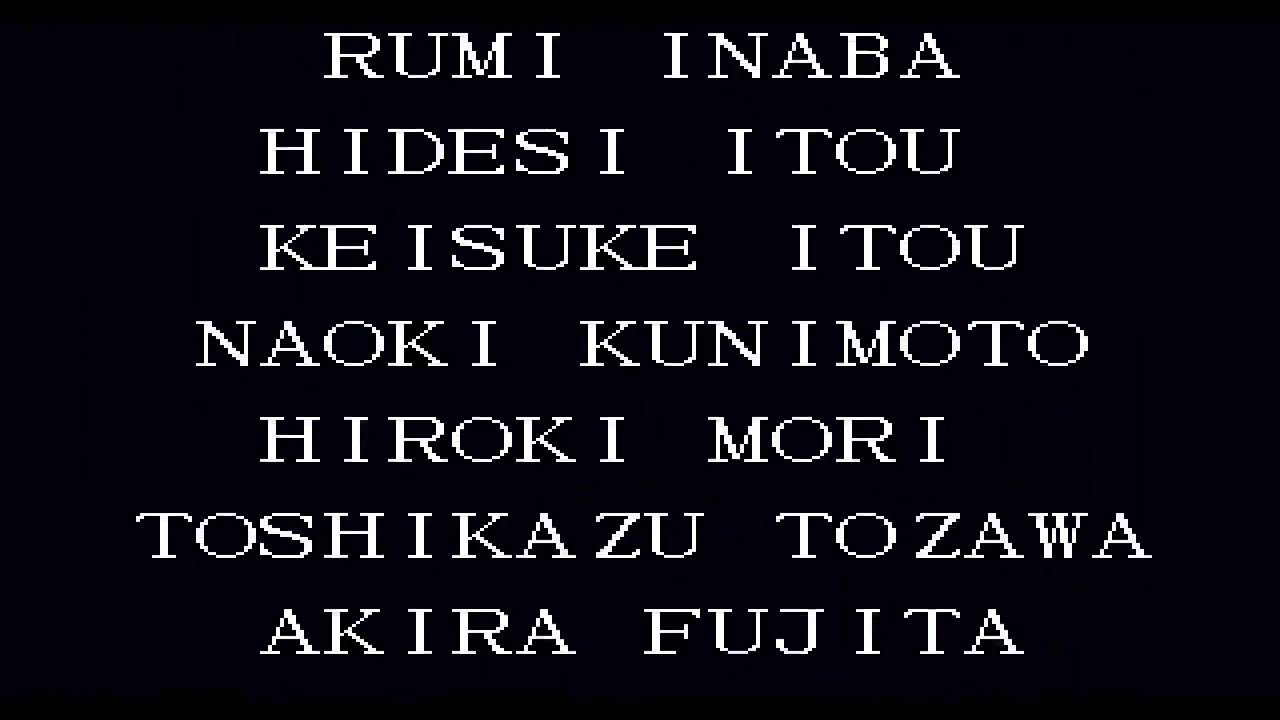 RUMI INABA
HIDESI ITOU
KEISUKE ITOU
NAOKI KUNIMOTO
HIROKI MORI
TOSHIKAZU TOZAWA
AKIRA FUJITA